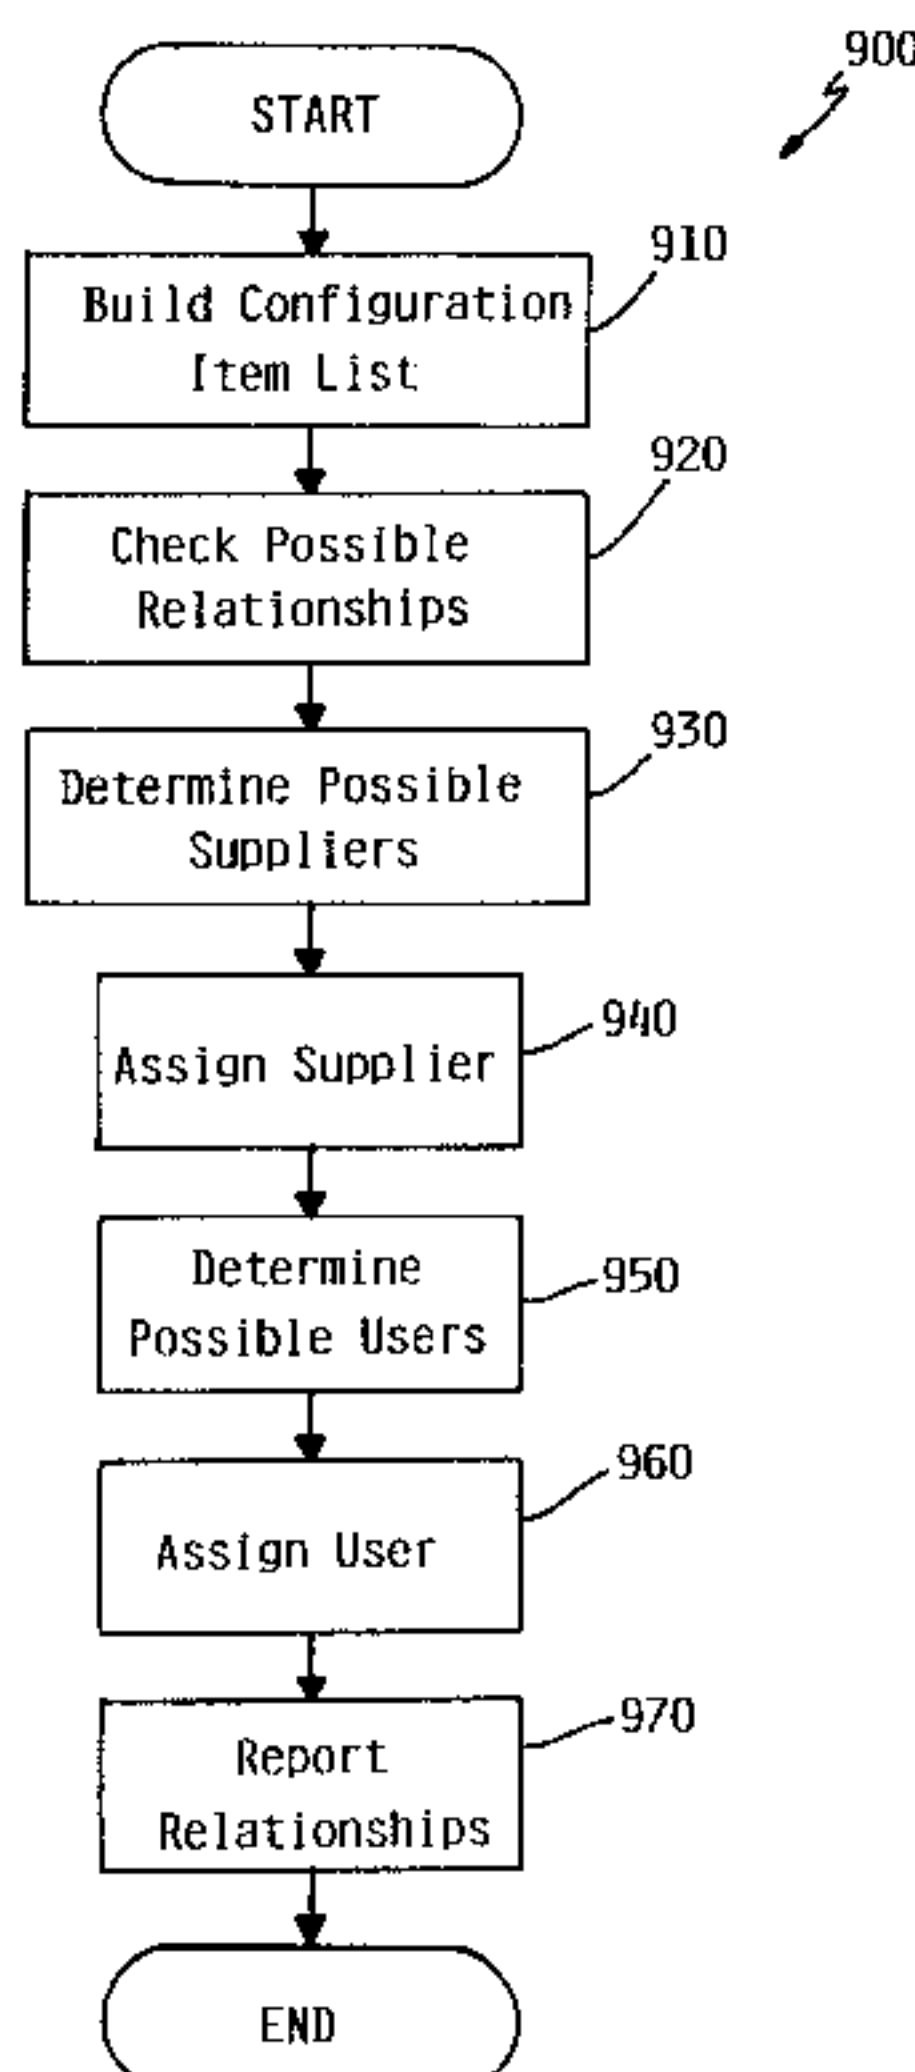 900
START
910
Build Configuration
Item List
920
Check Possible
Relationships
930
Determine Possible
Suppliers
940
Assign Supplier
950
Determine
Possible Users
960
Assign User
970
Report
Relationships
END